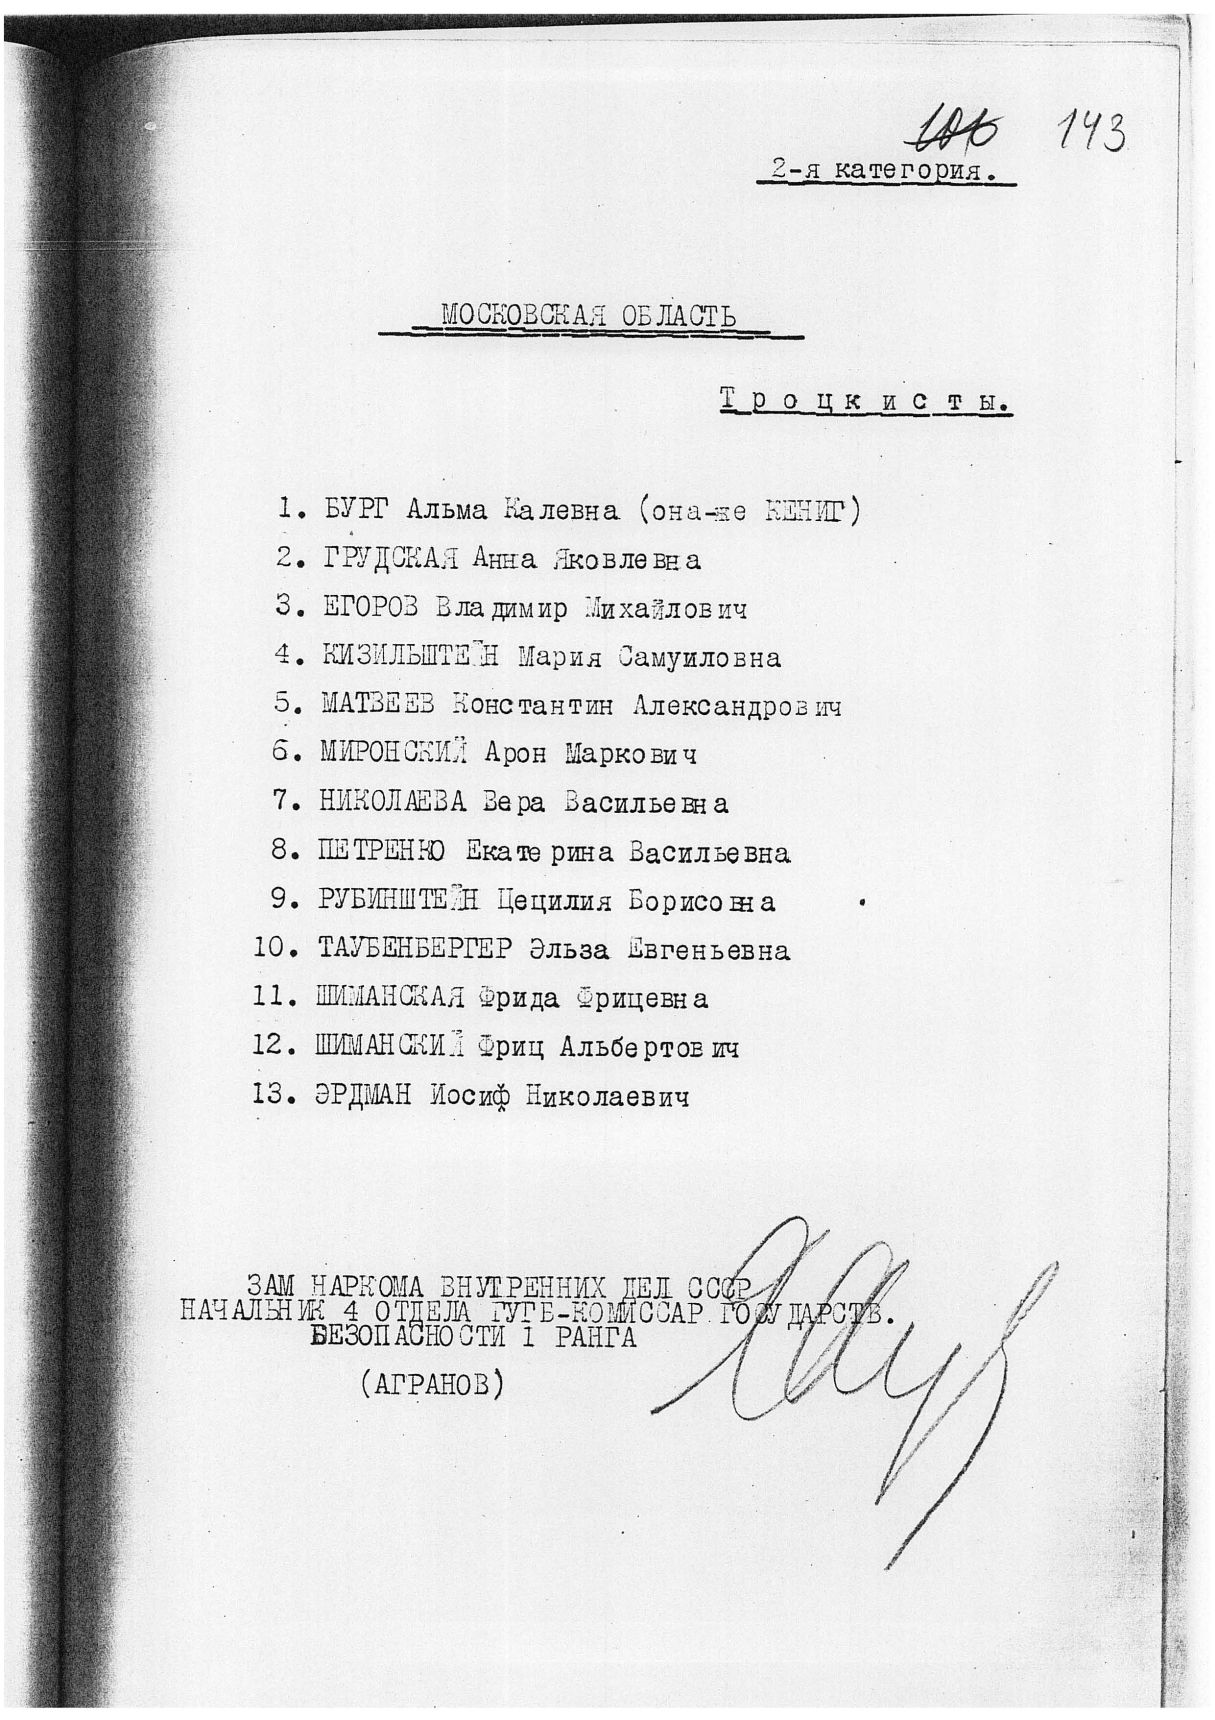 106 143
2-я категория.
МОСКОВСКАЯ ОБЛАСТЬ
Троцкисты.
1. БУРГ Альма Калевна (она-же КЕНИГ)
2. ГРУДСКАЯ Анна Яковлевна
3. ЕГОРОВ Владимир Михайлович
4. КИЗИЛЬШТЕЙН Мария Самуиловна
5. МАТВЕЕВ Константин Александрович
6. МИРОНСКИЙ Арон Маркович
7. НИКОЛАЕВА Вера Васильевна
8. ПЕТРЕНКО Екатерина Васильевна
9. РУБИНШТЕЙН Цецилия Борисовна
10. ТАУБЕНБЕРГЕР Эльза Евгеньевна
11. ШИМАНСКАЯ Фрида Фрицевна
12. ШИМАНСКИЙ Фриц Альбертович
13. ЭРДМАН Иосиф Николаевич
ЗАМ НАРКОМА ВНУТРЕННИХ ДЕЛ СССР
НАЧАЛЬНИК 4 ОТДЕЛА ГУГБ-КОМИССАР ГОСУДАРСТВ.
БЕЗОПАСНОСТИ 1 РАНГА
(АГРАНОВ)